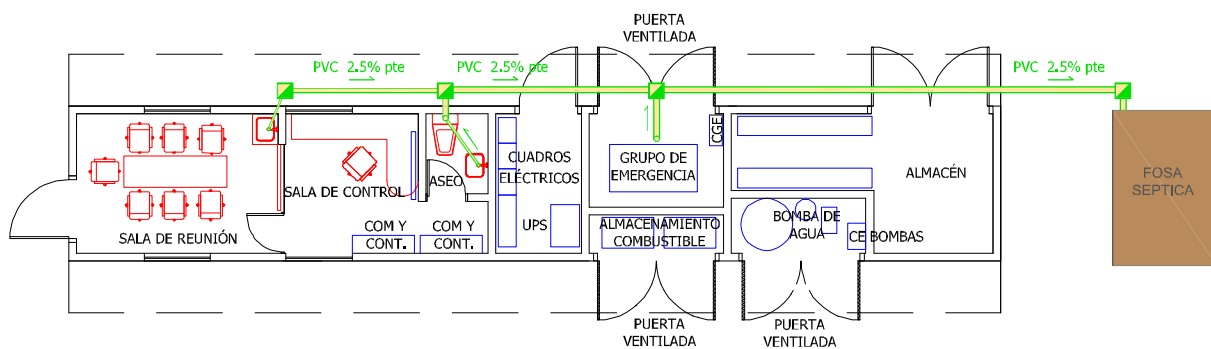 PUERTA
VENTILADA
PVC 2.5% pte
PVC 2.5% pte
PVC 2.5% pte
SALA DE REUNIÓN
SALA DE CONTROL
COM Y
CONT.
COM Y
CONT.
ASEO
CUADROS
ELÉCTRICOS
UPS
GRUPO DE
EMERGENCIA
CGE
ALMACENAMIENTO
COMBUSTIBLE
BOMBA DE
AGUA
CE BOMBAS
ALMACÉN
FOSA
SEPTICA
PUERTA
VENTILADA
PUERTA
VENTILADA